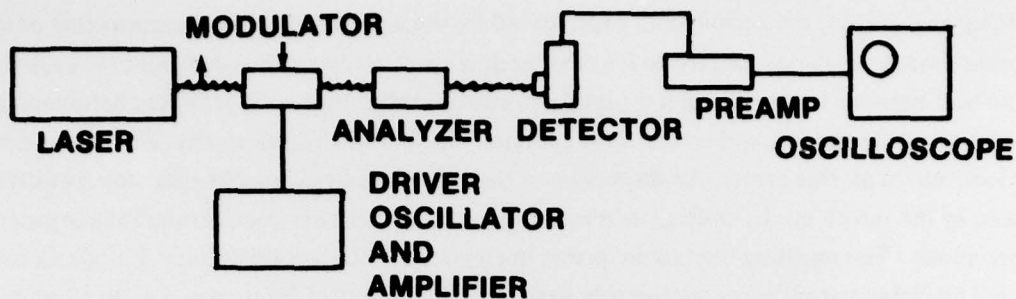 MODULATOR
LASER
ANALYZER
DETECTOR
PREAMP
OSCILLOSCOPE
DRIVER
OSCILLATOR
AND
AMPLIFIER